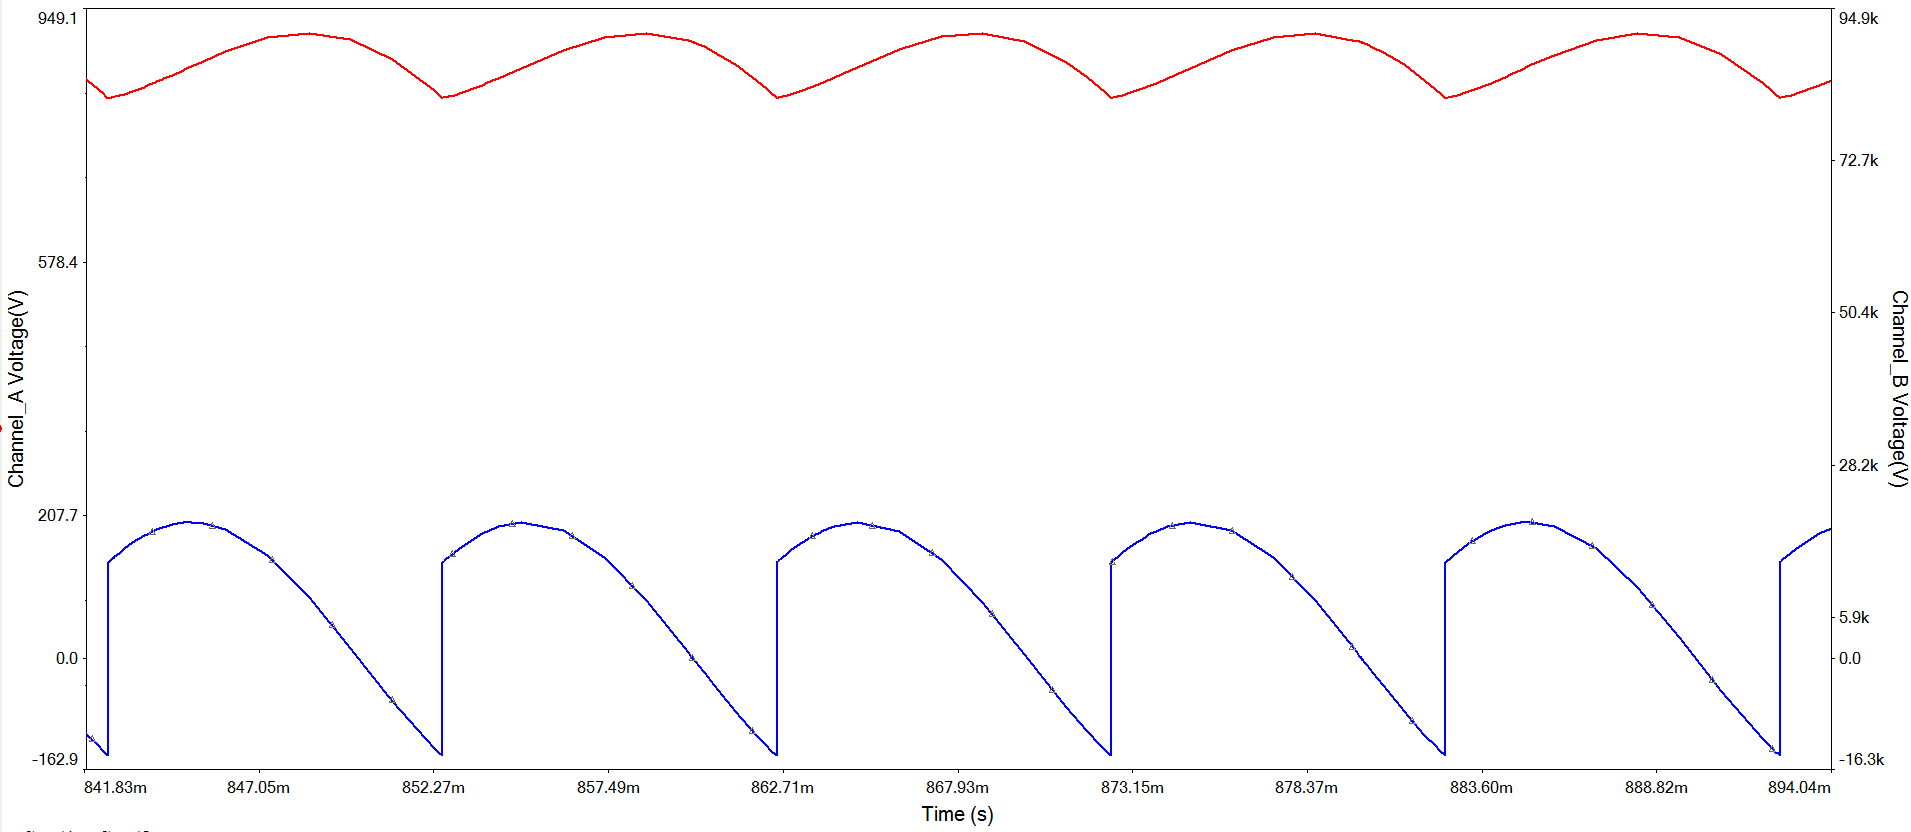 949.1
578.4
207.7
0.0
-162.9
Channel_A Voltage(V)
94.9k
72.7k
50.4k
28.2k
5.9k
0.0
-16.3k
Channel_B Voltage(V)
841.83m 847.05m 852.27m 857.49m 862.71m 867.93m 873.15m 878.37m 883.60m 888.82m 894.04m
Time (s)